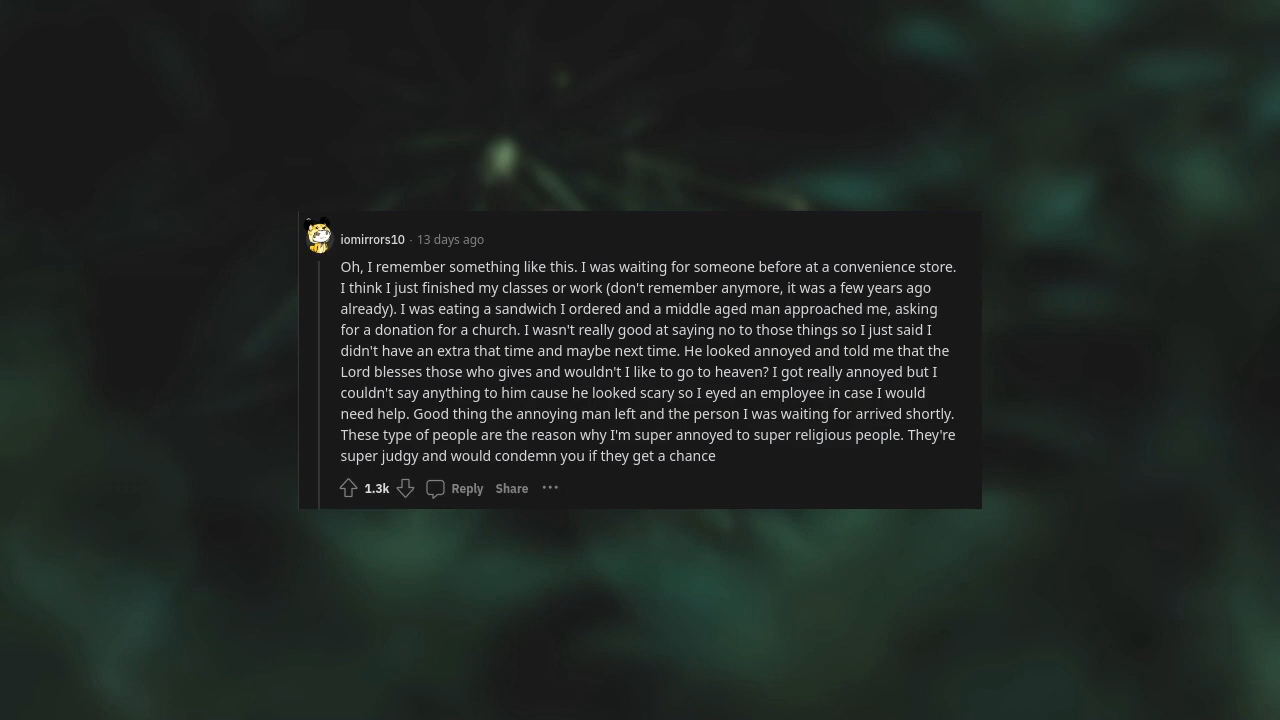 iomirrors10 · 13 days ago
Oh, I remember something like this. I was waiting for someone before at a convenience store.
I think I just finished my classes or work (don't remember anymore, it was a few years ago
already). I was eating a sandwich I ordered and a middle aged man approached me, asking
for a donation for a church. I wasn't really good at saying no to those things so I just said I
didn't have an extra that time and maybe next time. He looked annoyed and told me that the
Lord blesses those who gives and wouldn't I like to go to heaven? I got really annoyed but I
couldn't say anything to him cause he looked scary so I eyed an employee in case I would
need help. Good thing the annoying man left and the person I was waiting for arrived shortly.
These type of people are the reason why I'm super annoyed to super religious people. They're
super judgy and would condemn you if they get a chance
1.3k Reply Share ···